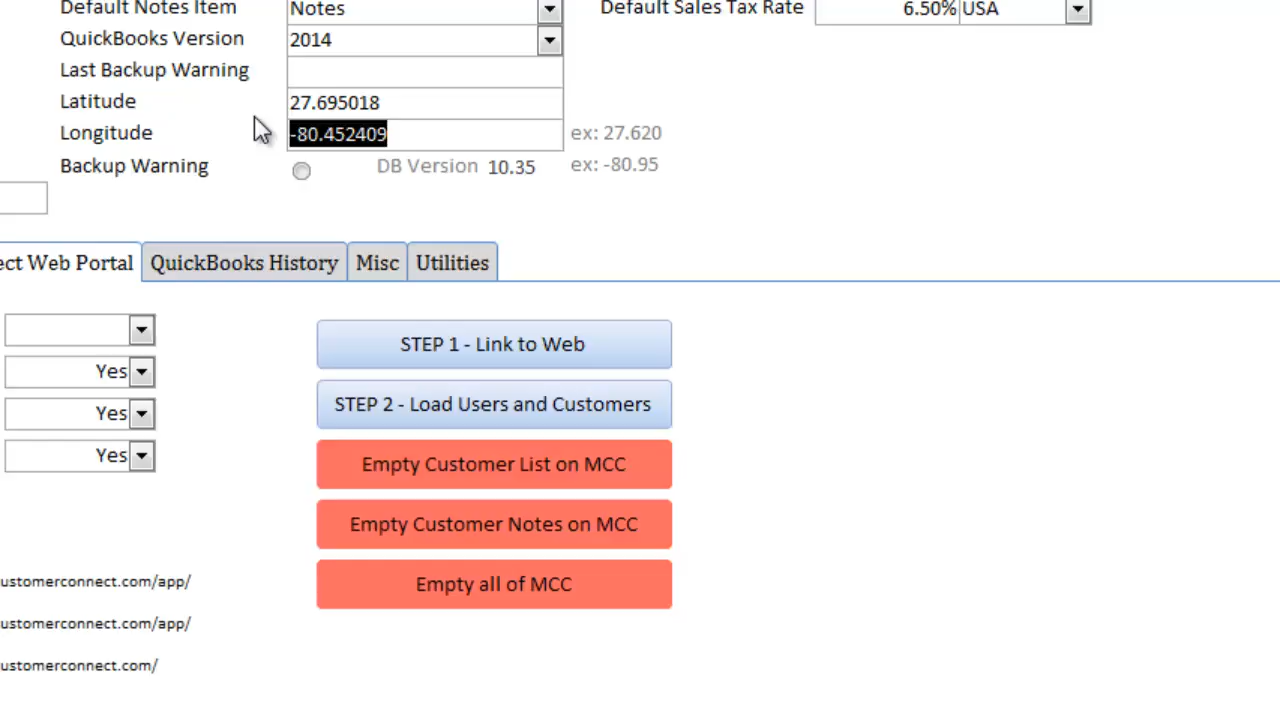 Default Notes Item Notes Default Sales Tax Rate 6.50% USA
QuickBooks Version 2014
Last Backup Warning
Latitude 27.695018
Longitude -80.452409 ex: 27.620
Backup Warning DB Version 10.35 ex: -80.95
ect Web Portal QuickBooks History Misc Utilities
STEP 1 - Link to Web
Yes
STEP 2 - Load Users and Customers
Yes
Yes
Empty Customer List on MCC
Empty Customer Notes on MCC
Empty all of MCC
ustomerconnect.com/app/
ustomerconnect.com/app/
ustomerconnect.com/